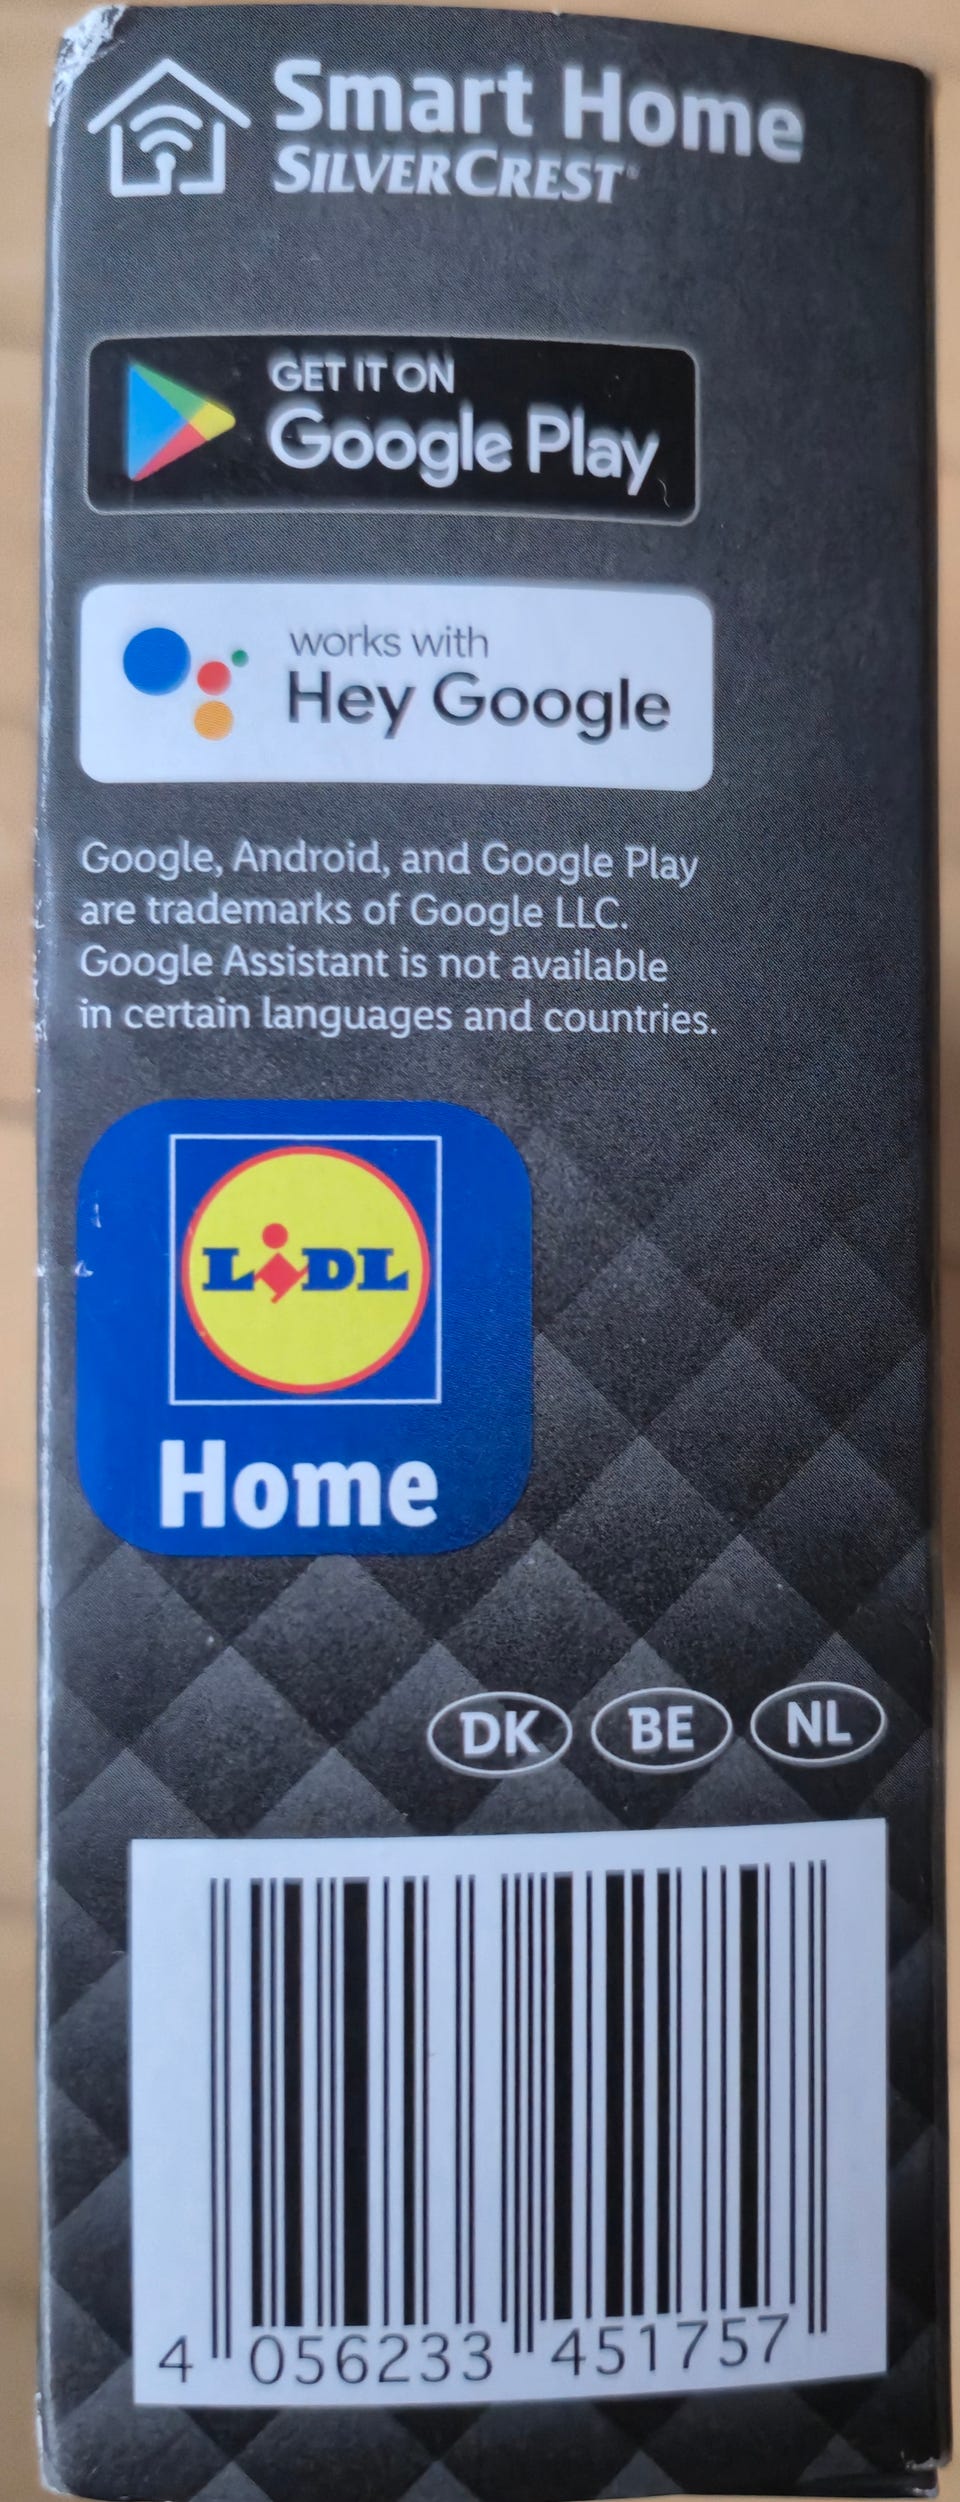 Smart Home
SILVERCREST®
GET IT ON
Google Play
works with
Hey Google
Google, Android, and Google Play
are trademarks of Google LLC.
Google Assistant is not available
in certain languages and countries.
LIDL
Home
DK BE NL
4 056233 451757